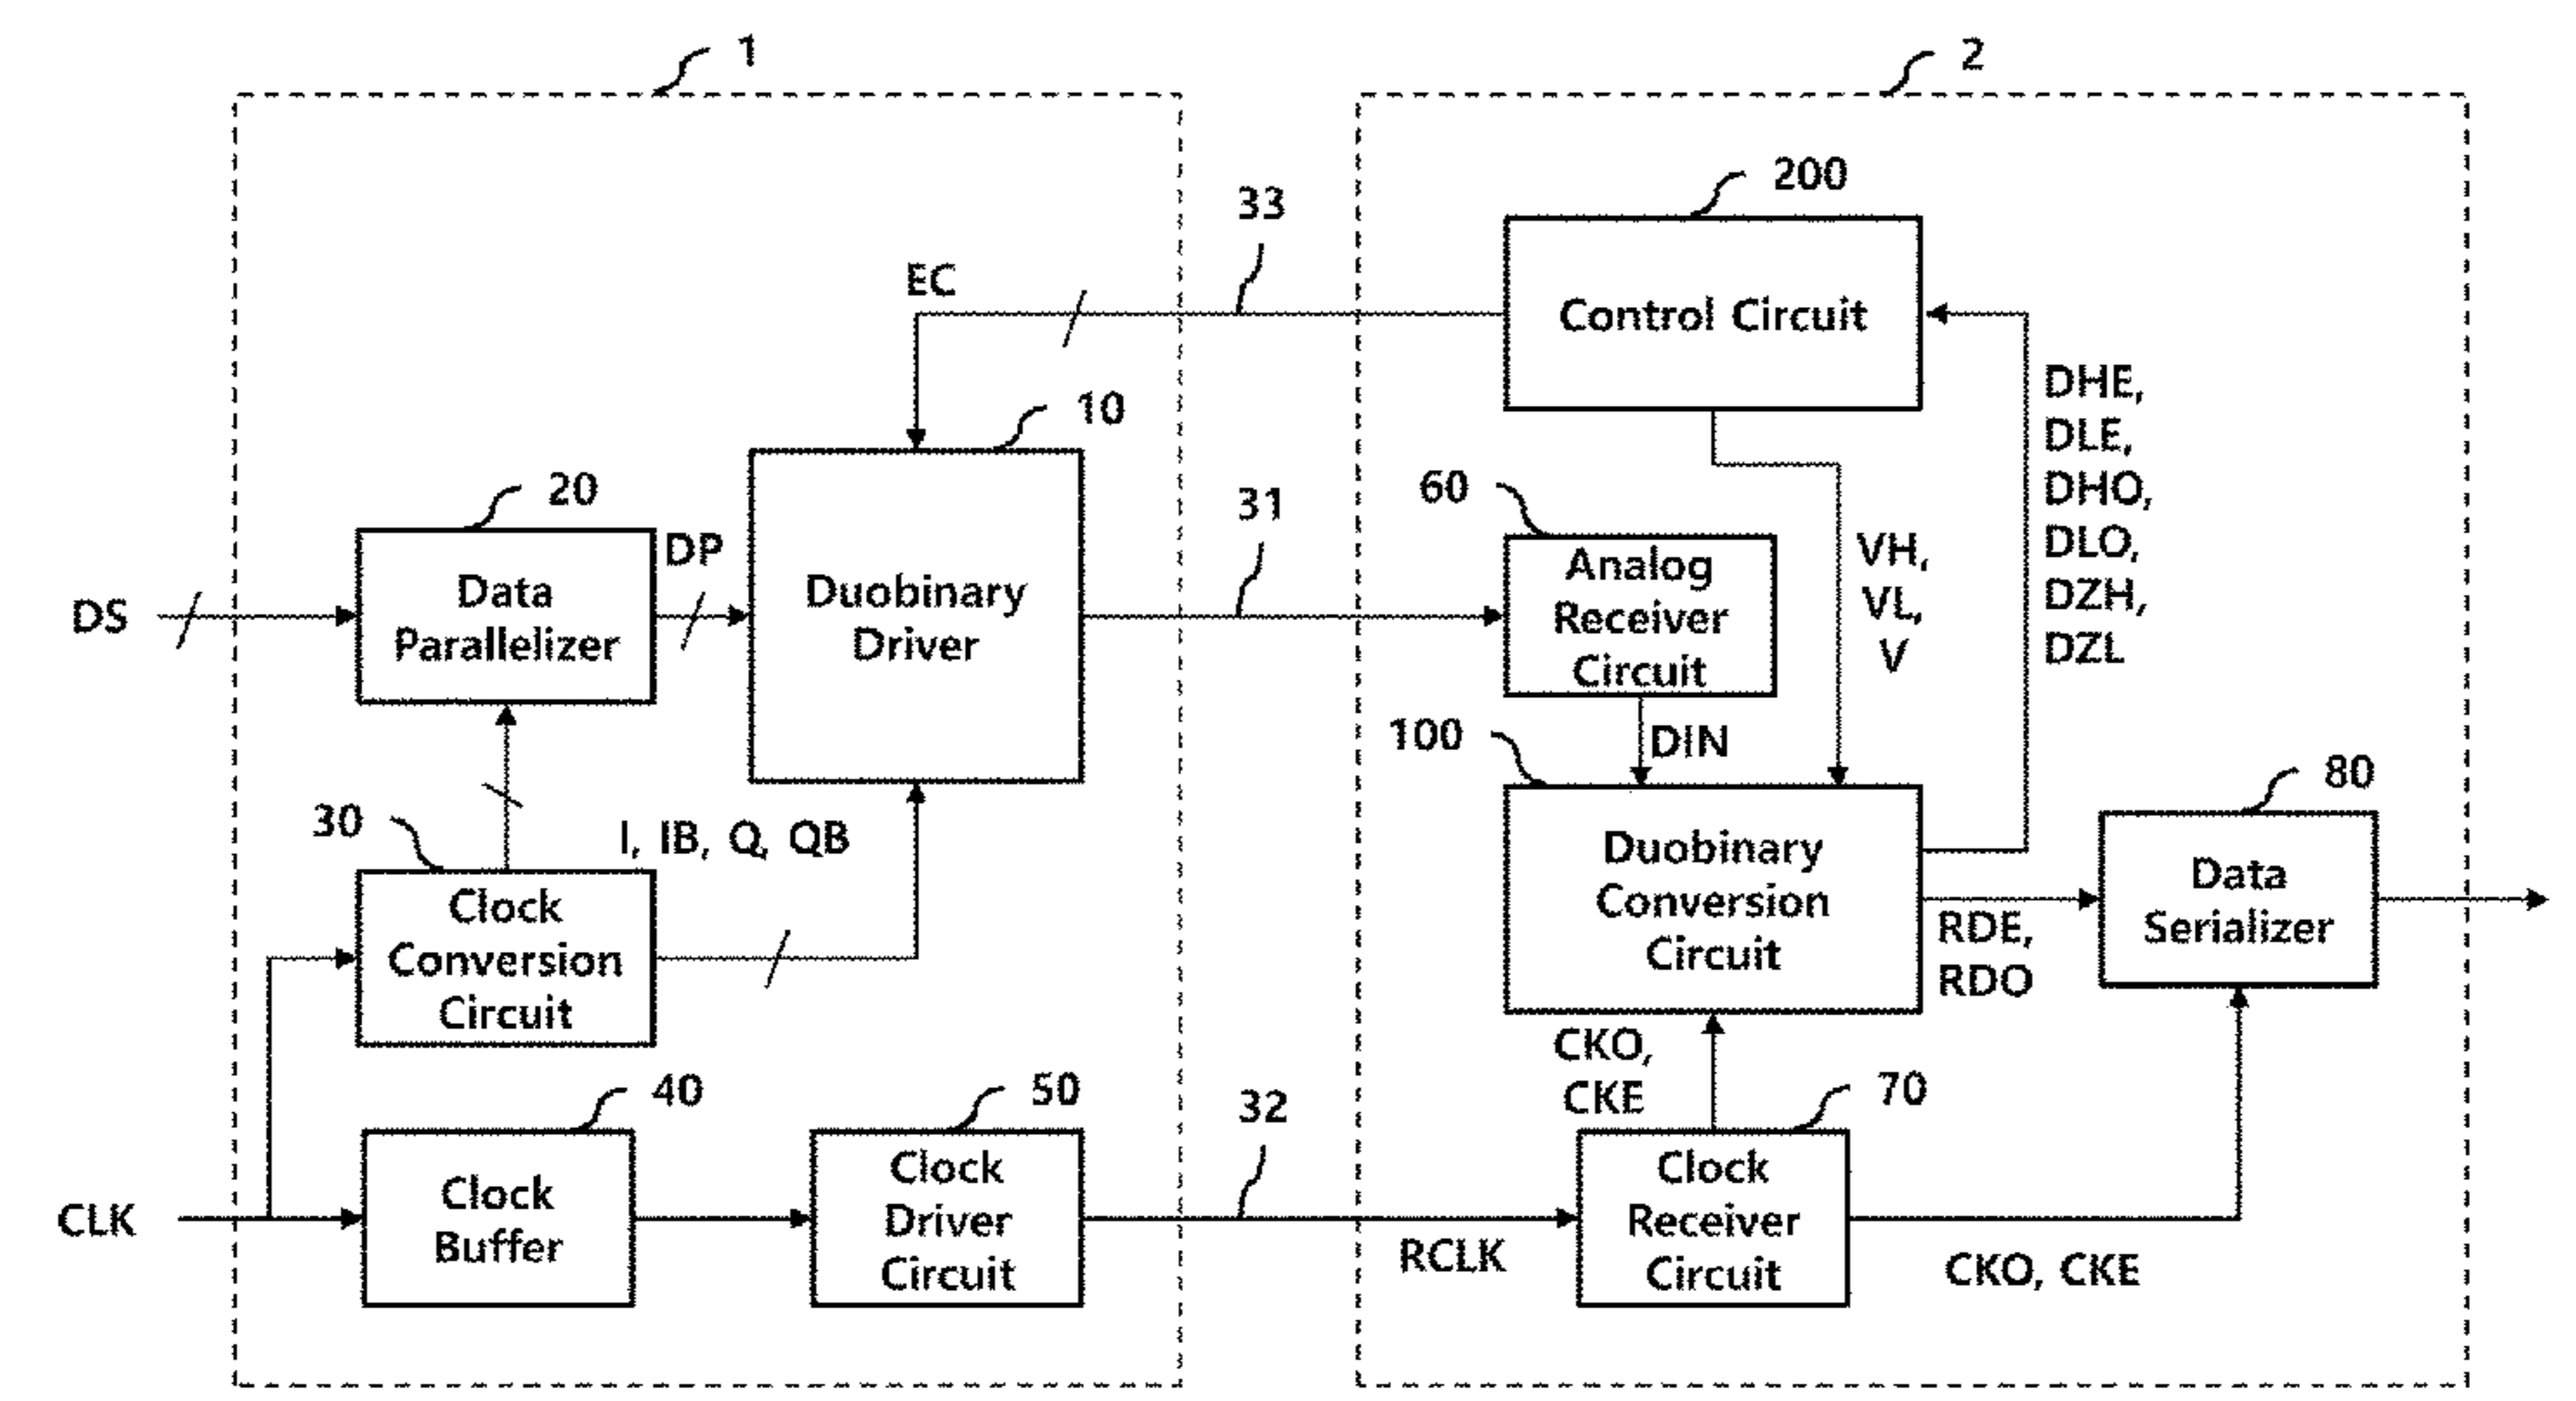 1
2
200
33
EC
Control Circuit
10
DHE,
DLE,
DHO,
DLO,
DZH,
DZL
20
DP
31
60
VH,
VL,
V
DS
Data
Parallelizer
Duobinary
Driver
Analog
Receiver
Circuit
100
DIN
80
30
I, IB, Q, QB
Clock
Conversion
Circuit
Duobinary
Conversion
Circuit
RDE,
RDO
Data
Serializer
CKO,
CKE
40
50
32
70
CLK
Clock
Buffer
Clock
Driver
Circuit
RCLK
Clock
Receiver
Circuit
CKO, CKE